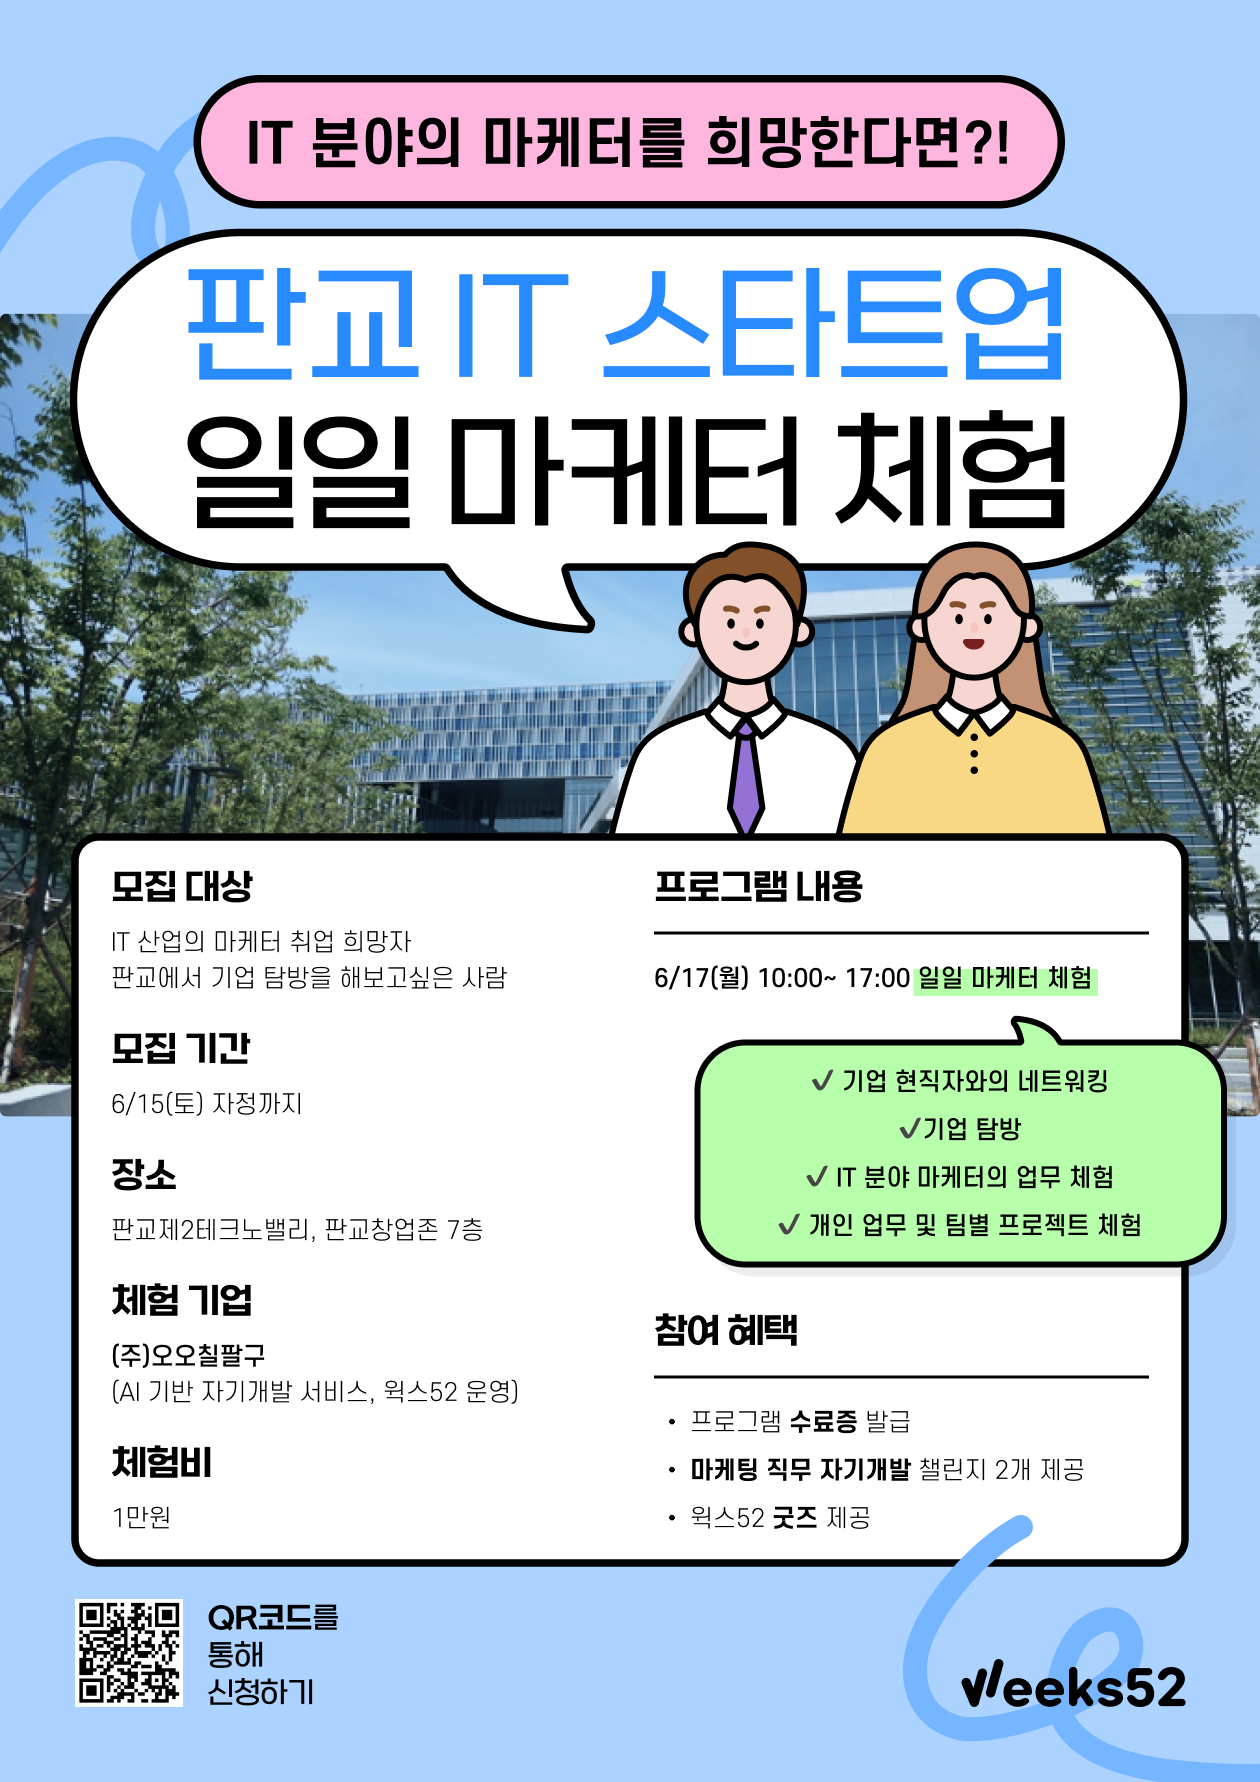 IT 분야의 마케터를 희망한다면?!
판교 IT 스타트업
일일 마케터 체험
모집 대상
IT 산업의 마케터 취업 희망자
판교에서 기업 탐방을 해보고싶은 사람
모집 기간
6/15(토) 자정까지
장소
판교제2테크노밸리, 판교창업존 7층
체험 기업
(주)오오칠팔구
(AI 기반 자기개발 서비스, 윅스52 운영)
체험비
1만원
프로그램 내용
6/17(월) 10:00~ 17:00 일일 마케터 체험
✔ 기업 현직자와의 네트워킹
✔기업 탐방
✔ IT 분야 마케터의 업무 체험
✔ 개인 업무 및 팀별 프로젝트 체험
참여 혜택
• 프로그램 수료증 발급
• 마케팅 직무 자기개발 챌린지 2개 제공
• 윅스52 굿즈 제공
QR코드를
통해
신청하기
Weeks52